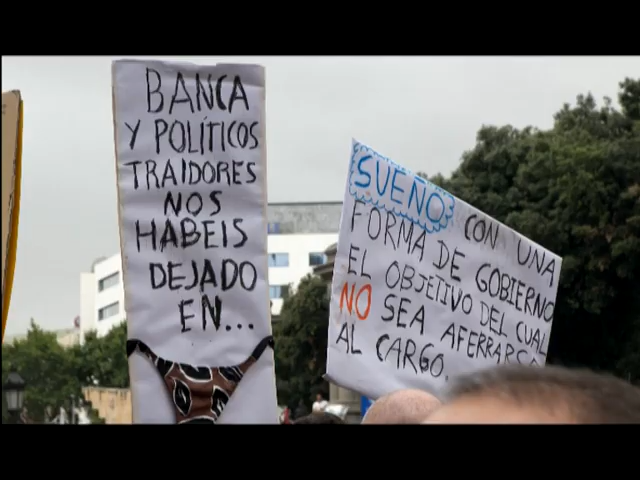 BANCA
Y POLÍTICOS
TRAIDORES
NOS
HABEIS
DEJADO
EN...
SUEÑO CON UNA
FORMA DE GOBIERNO
EL OBJETIVO DEL CUAL
NO SEA AFERRARSE
AL CARGO.